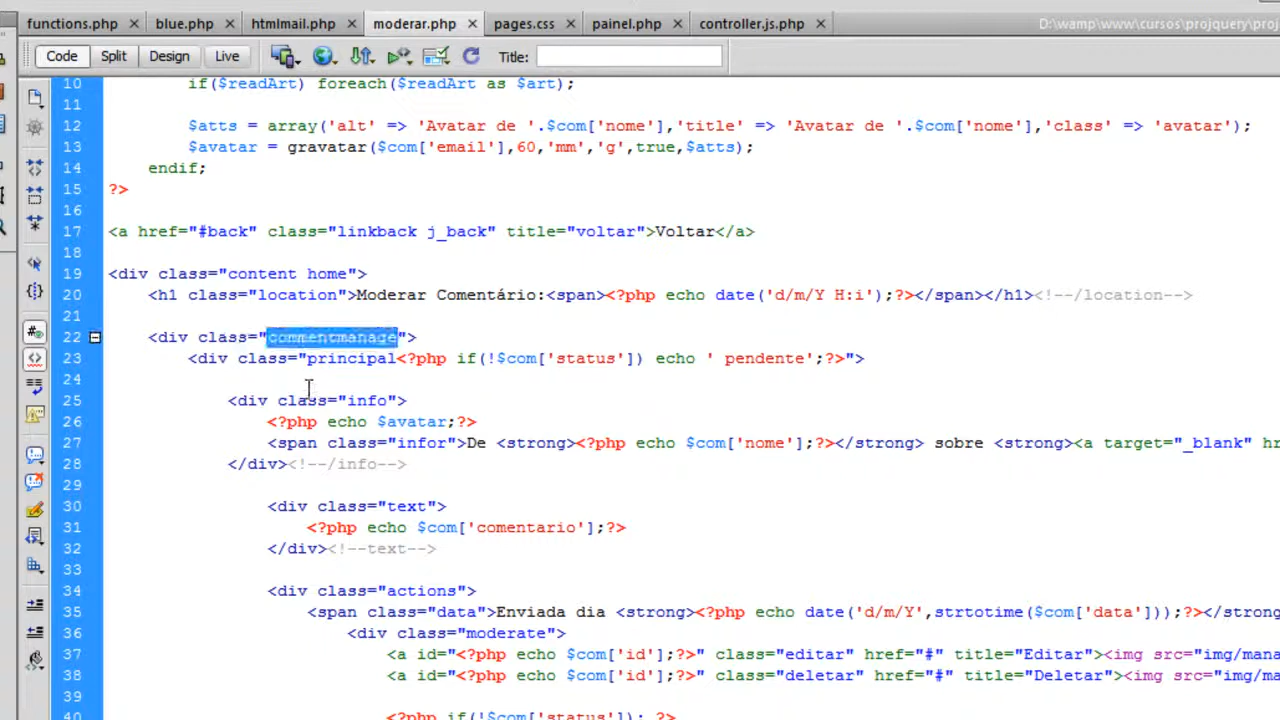 functions.php × blue.php × htmlmail.php × moderar.php × pages.css × painel.php × controller.js.php × D:\wamp\www\cursos\projquery\proj
Code Split Design Live Title:
10 if($readArt) foreach($readArt as $art);
11
12 $atts = array('alt' => 'Avatar de '.$com['nome'],'title' => 'Avatar de '.$com['nome'],'class' => 'avatar');
13 $avatar = gravatar($com['email'],60,'mm','g',true,$atts);
14 endif;
15 ?>
16
17 <a href="#back" class="linkback j_back" title="voltar">Voltar</a>
18
19 <div class="content home">
20 <h1 class="location">Moderar Comentário:<span><?php echo date('d/m/Y H:i');?></span></h1><!--/location-->
21
22 <div class="commentmanage">
23 <div class="principal<?php if(!$com['status']) echo ' pendente';?>">
24
25 <div class="info">
26 <?php echo $avatar;?>
27 <span class="infor">De <strong><?php echo $com['nome'];?></strong> sobre <strong><a target="_blank" h
28 </div><!--/info-->
29
30 <div class="text">
31 <?php echo $com['comentario'];?>
32 </div><!--text-->
33
34 <div class="actions">
35 <span class="data">Enviada dia <strong><?php echo date('d/m/Y',strtotime($com['data']));?></strong
36 <div class="moderate">
37 <a id="<?php echo $com['id'];?>" class="editar" href="#" title="Editar"><img src="img/mana
38 <a id="<?php echo $com['id'];?>" class="deletar" href="#" title="Deletar"><img src="img/ma
39
40 <?php if(!$com['status']): ?>